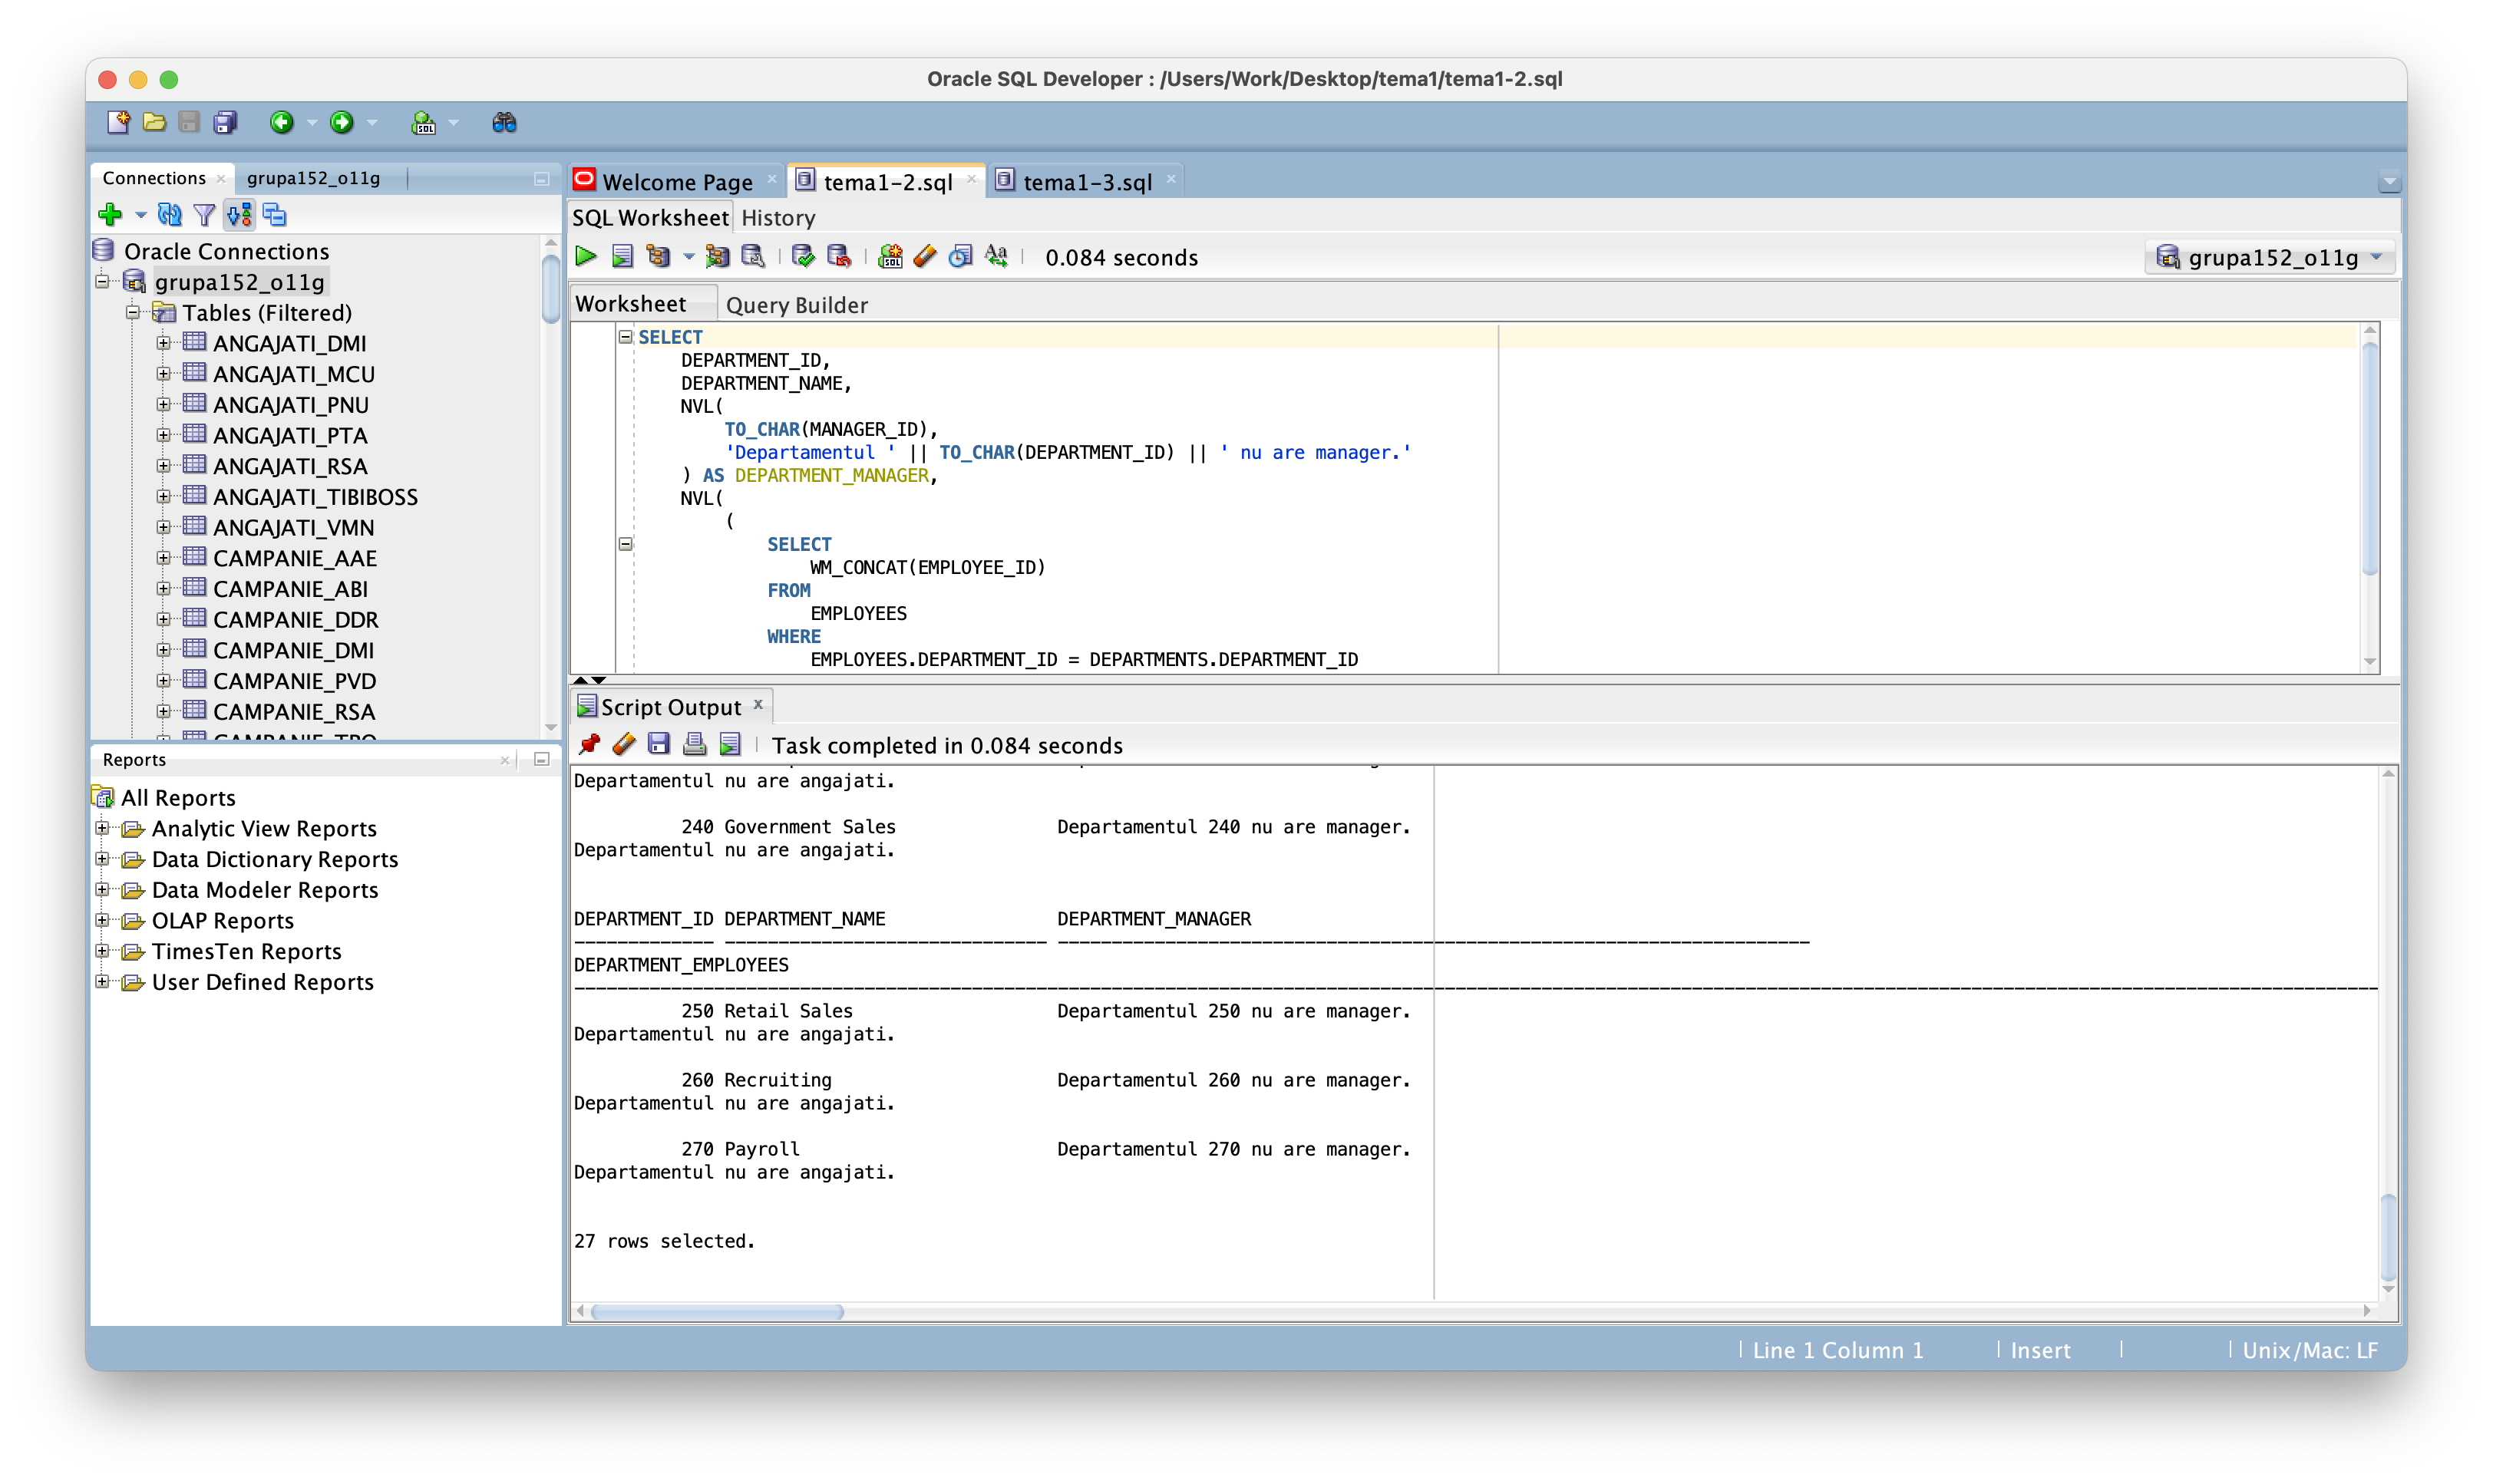 Oracle SQL Developer : /Users/Work/Desktop/tema1/tema1-2.sql
Connections
grupa152_o11g
Oracle Connections
grupa152_o11g
Tables (Filtered)
ANGAJATI_DMI
ANGAJATI_MCU
ANGAJATI_PNU
ANGAJATI_PTA
ANGAJATI_RSA
ANGAJATI_TIBIBOSS
ANGAJATI_VMN
CAMPANIE_AAE
CAMPANIE_ABI
CAMPANIE_DDR
CAMPANIE_DMI
CAMPANIE_PVD
CAMPANIE_RSA
Reports
All Reports
Analytic View Reports
Data Dictionary Reports
Data Modeler Reports
OLAP Reports
TimesTen Reports
User Defined Reports
Welcome Page
tema1-2.sql
tema1-3.sql
SQL Worksheet History
0.084 seconds
grupa152_o11g
Worksheet Query Builder
SELECT
DEPARTMENT_ID,
DEPARTMENT_NAME,
NVL(
TO_CHAR(MANAGER_ID),
'Departamentul ' || TO_CHAR(DEPARTMENT_ID) || ' nu are manager.'
) AS DEPARTMENT_MANAGER,
NVL(
(
SELECT
WM_CONCAT(EMPLOYEE_ID)
FROM
EMPLOYEES
WHERE
EMPLOYEES.DEPARTMENT_ID = DEPARTMENTS.DEPARTMENT_ID
Script Output
Task completed in 0.084 seconds
Departamentul nu are angajati.
240 Government Sales Departamentul 240 nu are manager.
Departamentul nu are angajati.
DEPARTMENT_ID DEPARTMENT_NAME DEPARTMENT_MANAGER
DEPARTMENT_EMPLOYEES
250 Retail Sales Departamentul 250 nu are manager.
Departamentul nu are angajati.
260 Recruiting Departamentul 260 nu are manager.
Departamentul nu are angajati.
270 Payroll Departamentul 270 nu are manager.
Departamentul nu are angajati.
27 rows selected.
Line 1 Column 1
Insert
Unix/Mac: LF